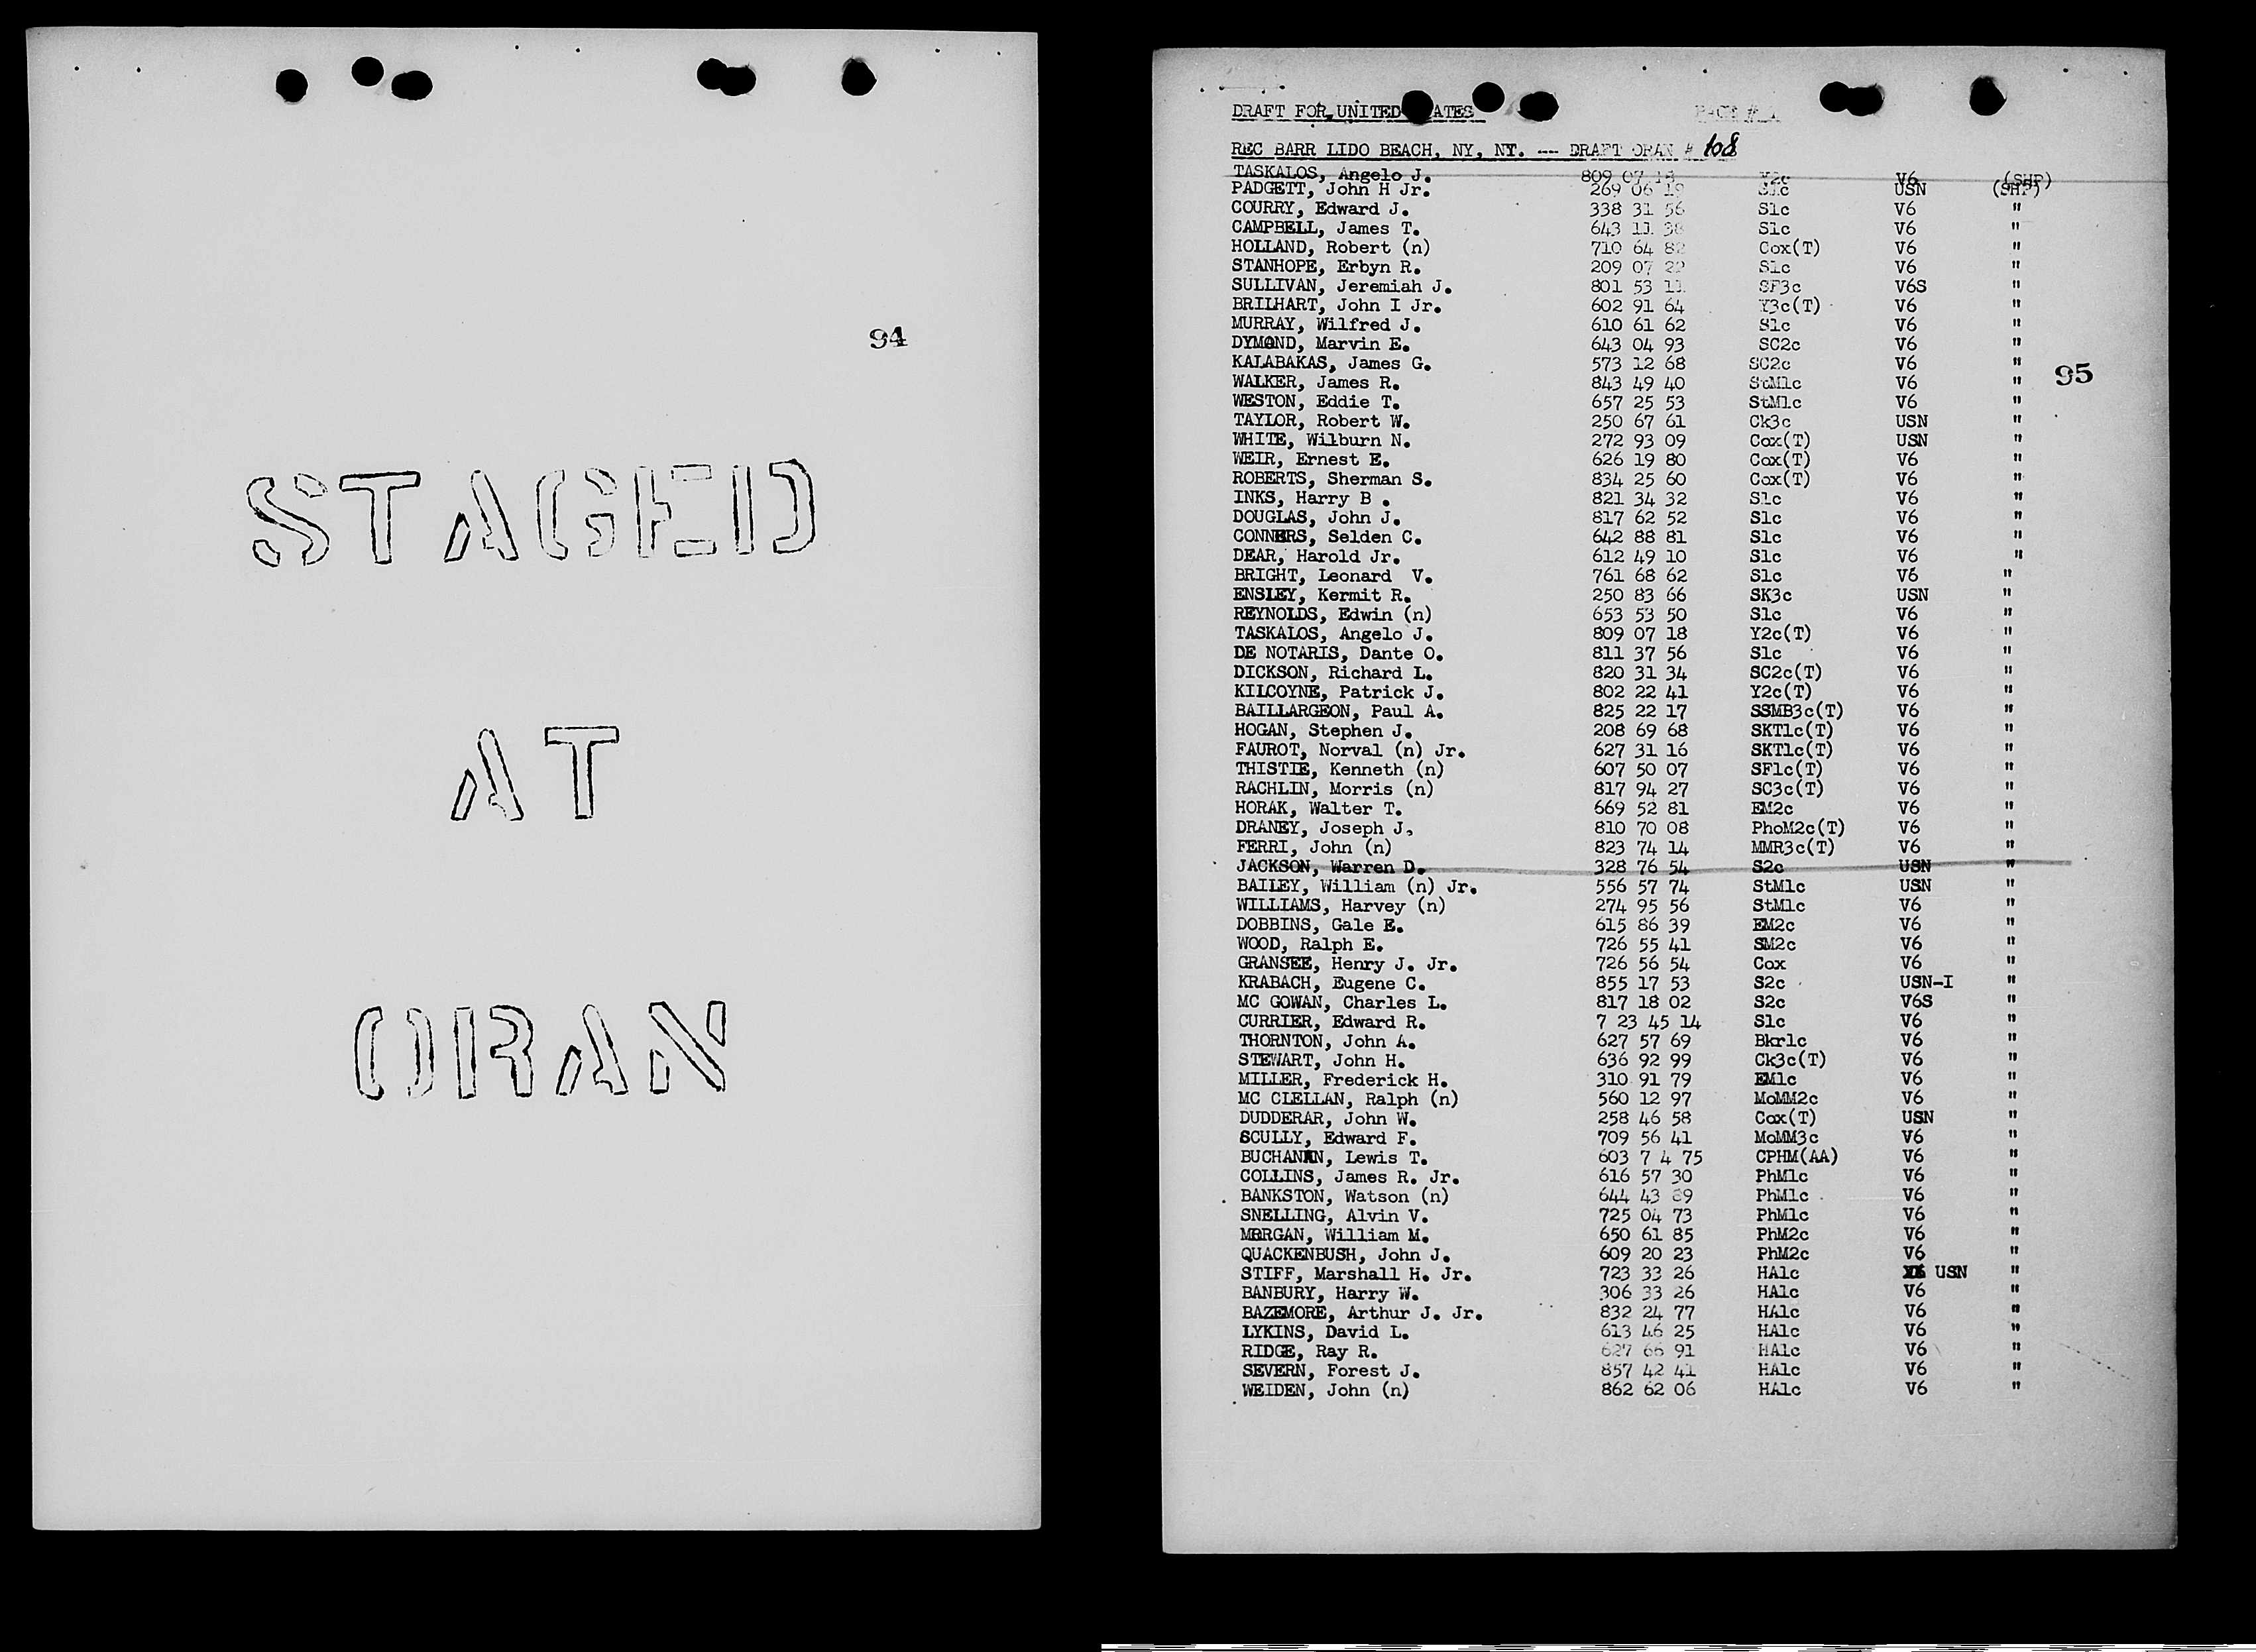 94
STAGED
AT
ORAN
DRAFT FOR UNITED ATES PAGE #
REC BARR LIDO BEACH, NY, NY. -- DRAFT ORAN # 108
TASKALOS, Angelo J. 809 07 18 Y2c V6 (SHP)
PADGETT, John H Jr. 269 06 19 S1c USN (SHP)
COURRY, Edward J. 338 31 56 S1c V6 "
CAMPBELL, James T. 643 11 38 S1c V6 "
HOLLAND, Robert (n) 710 64 82 Cox(T) V6 "
STANHOPE, Erbyn R. 209 07 22 S1c V6 "
SULLIVAN, Jeremiah J. 801 53 11 SF3c V6S "
BRILHART, John I Jr. 602 91 64 Y3c(T) V6 "
MURRAY, Wilfred J. 610 61 62 S1c V6 "
DYMOND, Marvin E. 643 04 93 SC2c V6 "
KALABAKAS, James G. 573 12 68 SC2c V6 "
95
WALKER, James R. 843 49 40 StM1c V6 "
WESTON, Eddie T. 657 25 53 StM1c V6 "
TAYLOR, Robert W. 250 67 61 Ck3c USN "
WHITE, Wilburn N. 272 93 09 Cox(T) USN "
WEIR, Ernest E. 626 19 80 Cox(T) V6 "
ROBERTS, Sherman S. 834 25 60 Cox(T) V6 "
INKS, Harry B . 821 34 32 S1c V6 "
DOUGLAS, John J. 817 62 52 S1c V6 "
CONNERS, Selden C. 642 88 81 S1c V6 "
DEAR, Harold Jr. 612 49 10 S1c V6 "
BRIGHT, Leonard V. 761 68 62 S1c V6 "
ENSLEY, Kermit R. 250 83 66 SK3c USN "
REYNOLDS, Edwin (n) 653 53 50 S1c V6 "
TASKALOS, Angelo J. 809 07 18 Y2c(T) V6 "
DE NOTARIS, Dante O. 811 37 56 S1c V6 "
DICKSON, Richard L. 820 31 34 SC2c(T) V6 "
KILCOYNE, Patrick J. 802 22 41 Y2c(T) V6 "
BAILLARGEON, Paul A. 825 22 17 SSMB3c(T) V6 "
HOGAN, Stephen J. 208 69 68 SKT1c(T) V6 "
FAUROT, Norval (n) Jr. 627 31 16 SKT1c(T) V6 "
THISTLE, Kenneth (n) 607 50 07 SF1c(T) V6 "
RACHLIN, Morris (n) 817 94 27 SC3c(T) V6 "
HORAK, Walter T. 669 52 81 EM2c V6 "
DRANEY, Joseph J, 810 70 08 PhoM2c(T) V6 "
FERRI, John (n) 823 74 14 MMR3c(T) V6 "
JACKSON, Warren D. 328 76 54 S2c USN "
BAILEY, William (n) Jr. 556 57 74 StM1c USN "
WILLIAMS, Harvey (n) 274 95 56 StM1c V6 "
DOBBINS, Gale E. 615 86 39 EM2c V6 "
WOOD, Ralph E. 726 55 41 SM2c V6 "
GRANSEE, Henry J. Jr. 726 56 54 Cox V6 "
KRABACH, Eugene C. 855 17 53 S2c USN-I "
MC GOWAN, Charles L. 817 18 02 S2c V6S "
CURRIER, Edward R. 7 23 45 14 S1c V6 "
THORNTON, John A. 627 57 69 Bkr1c V6 "
STEWART, John H. 636 92 99 Ck3c(T) V6 "
MILLER, Frederick H. 310 91 79 EM1c V6 "
MC CLELLAN, Ralph (n) 560 12 97 MoMM2c V6 "
DUDDERAR, John W. 258 46 58 Cox(T) USN "
SCULLY, Edward F. 709 56 41 MoMM3c V6 "
BUCHANAN, Lewis T. 603 7 4 75 CPHM(AA) V6 "
COLLINS, James R. Jr. 616 57 30 PhM1c V6 "
BANKSTON, Watson (n) 644 43 89 PhM1c V6 "
SNELLING, Alvin V. 725 04 73 PhM1c V6 "
MORGAN, William M. 650 61 85 PhM2c V6 "
QUACKENBUSH, John J. 609 20 23 PhM2c V6 "
STIFF, Marshall H. Jr. 723 33 26 HA1c USN "
BANBURY, Harry W. 306 33 26 HA1c V6 "
BAZEMORE, Arthur J. Jr. 832 24 77 HA1c V6 "
LYKINS, David L. 613 46 25 HA1c V6 "
RIDGE, Ray R. 627 66 91 HA1c V6 "
SEVERN, Forest J. 857 42 41 HA1c V6 "
WEIDEN, John (n) 862 62 06 HA1c V6 "